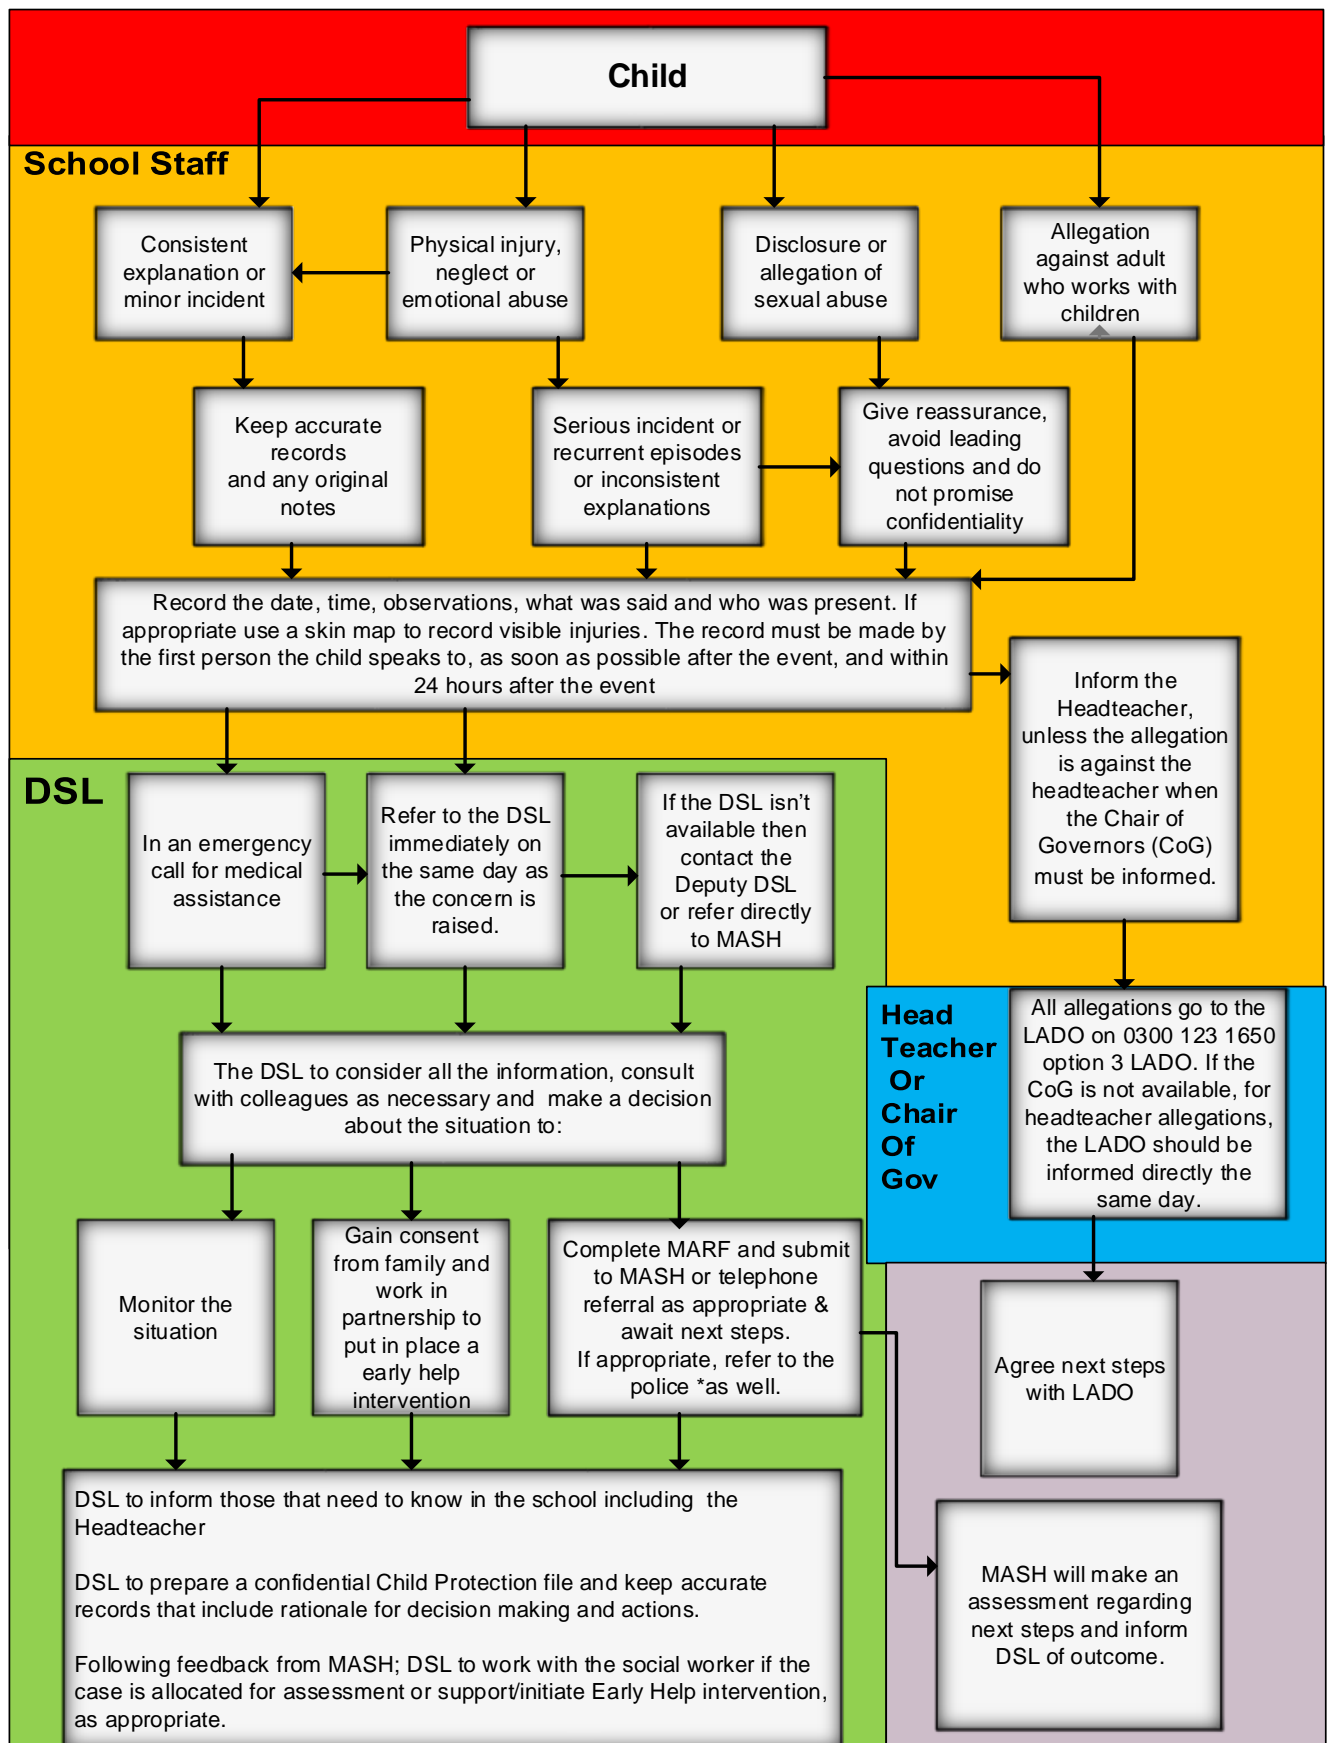 Child
School Staff
Consistent
explanation or
minor incident
Physical injury,
neglect or
emotional abuse
Disclosure or
allegation of
sexual abuse
Allegation
against adult
who works with
children
Keep accurate
records
and any original
notes
Serious incident or
recurrent episodes
or inconsistent
explanations
Give reassurance,
avoid leading
questions and do
not promise
confidentiality
Record the date, time, observations, what was said and who was present. If
appropriate use a skin map to record visible injuries. The record must be made by
the first person the child speaks to, as soon as possible after the event, and within
24 hours after the event
Inform the
Headteacher,
unless the allegation
is against the
headteacher when
the Chair of
Governors (CoG)
must be informed.
DSL
In an emergency
call for medical
assistance
Refer to the DSL
immediately on
the same day as
the concern is
raised.
If the DSL isn’t
available then
contact the
Deputy DSL
or refer directly
to MASH
Head
Teacher
Or
Chair
Of
Gov
All allegations go to the
LADO on 0300 123 1650
option 3 LADO. If the
CoG is not available, for
headteacher allegations,
the LADO should be
informed directly the
same day.
The DSL to consider all the information, consult
with colleagues as necessary and make a decision
about the situation to:
Monitor the
situation
Gain consent
from family and
work in
partnership to
put in place a
early help
intervention
Complete MARF and submit
to MASH or telephone
referral as appropriate &
await next steps.
If appropriate, refer to the
police *as well.
Agree next steps
with LADO
DSL to inform those that need to know in the school including the
Headteacher
DSL to prepare a confidential Child Protection file and keep accurate
records that include rationale for decision making and actions.
Following feedback from MASH; DSL to work with the social worker if the
case is allocated for assessment or support/initiate Early Help intervention,
as appropriate.
MASH will make an
assessment regarding
next steps and inform
DSL of outcome.